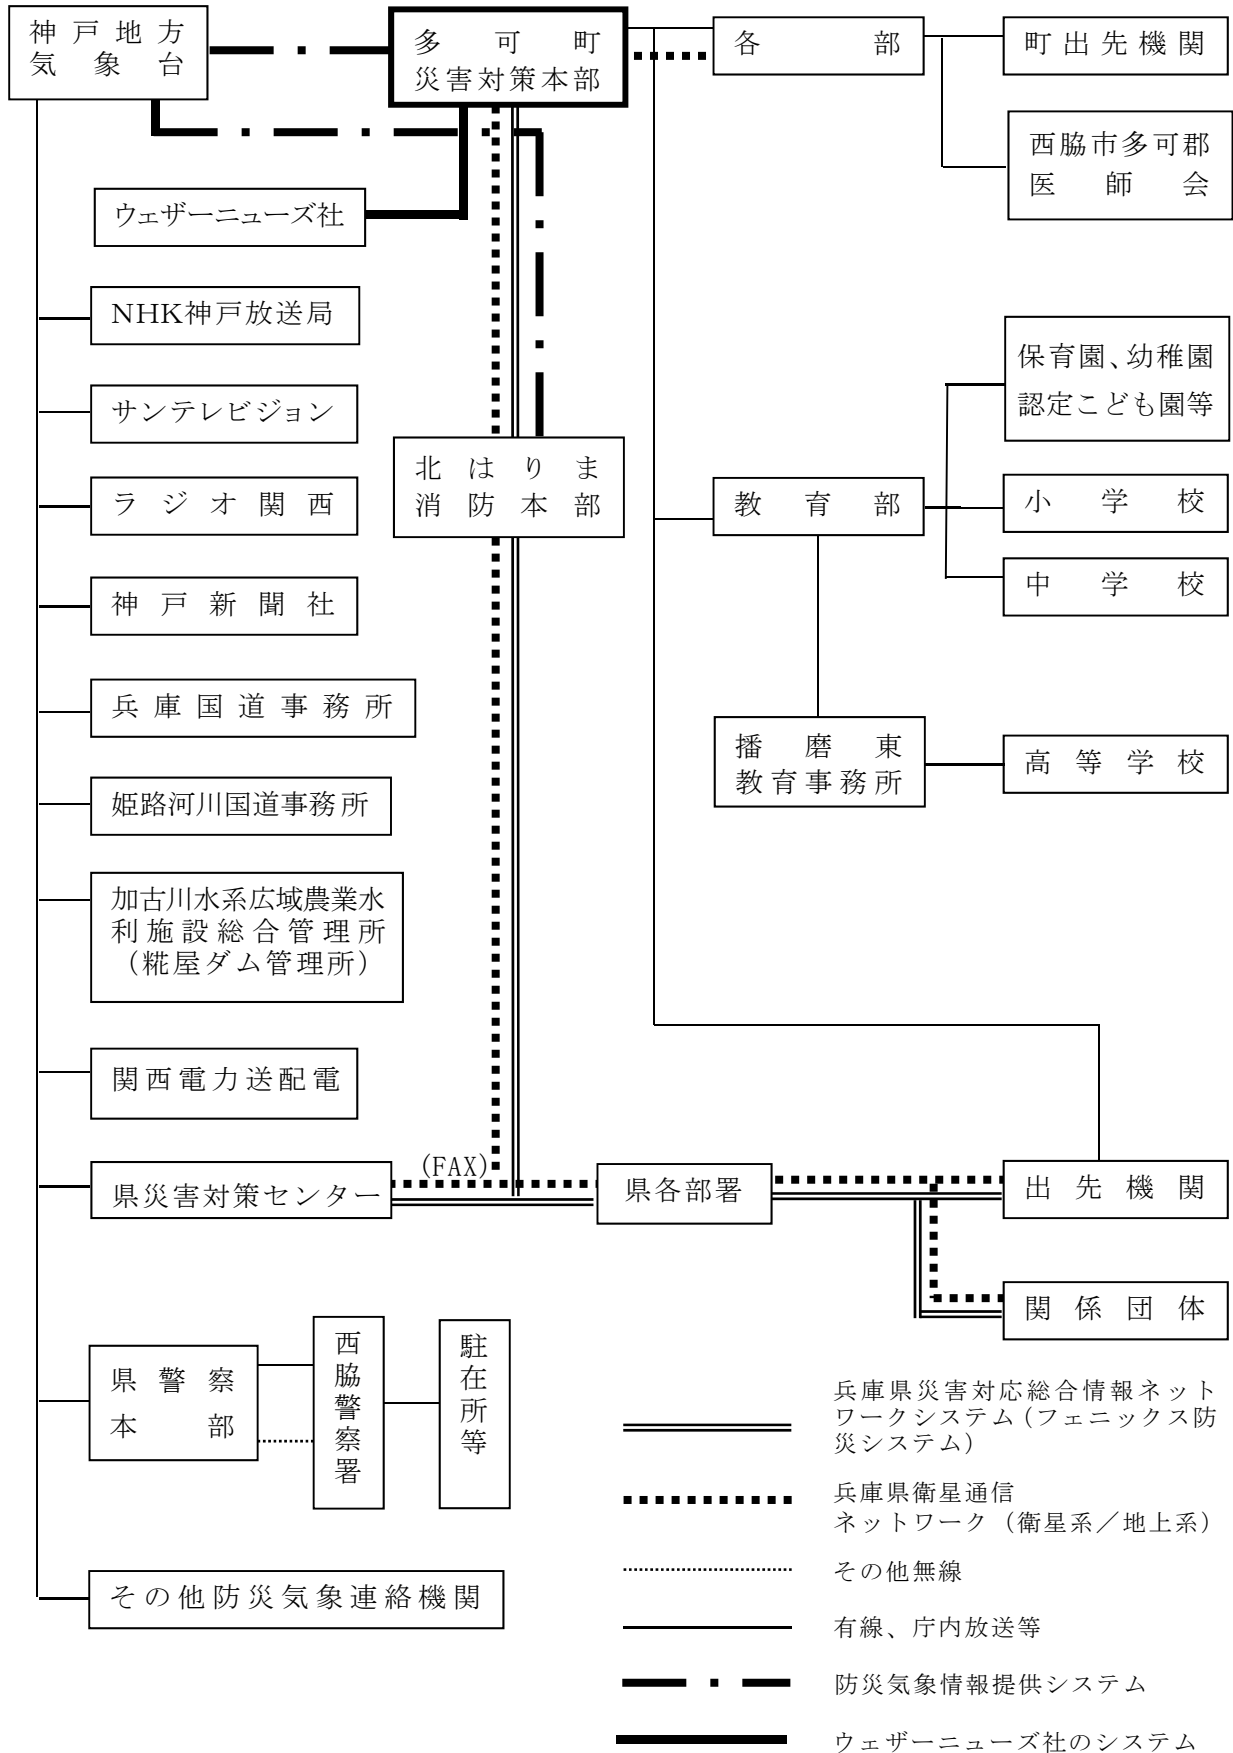 神戸地方
気象台
多可町
災害対策本部
各部
町出先機関
西脇市多可郡
医師会
ウェザーニューズ社
NHK神戸放送局
サンテレビジョン
ラジオ関西
神戸新聞社
兵庫国道事務所
姫路河川国道事務所
加古川水系広域農業水
利施設総合管理所
（糀屋ダム管理所）
関西電力送配電
県災害対策センター
(FAX)
県各部署
出先機関
関係団体
北はりま
消防本部
教育部
保育園、幼稚園
認定こども園等
小学校
中学校
播磨東
教育事務所
高等学校
県警察
本部
西脇警察署
駐在所等
その他防災気象連絡機関
兵庫県災害対応総合情報ネット
ワークシステム（フェニックス防
災システム）
兵庫県衛星通信
ネットワーク（衛星系／地上系）
その他無線
有線、庁内放送等
防災気象情報提供システム
ウェザーニューズ社のシステム